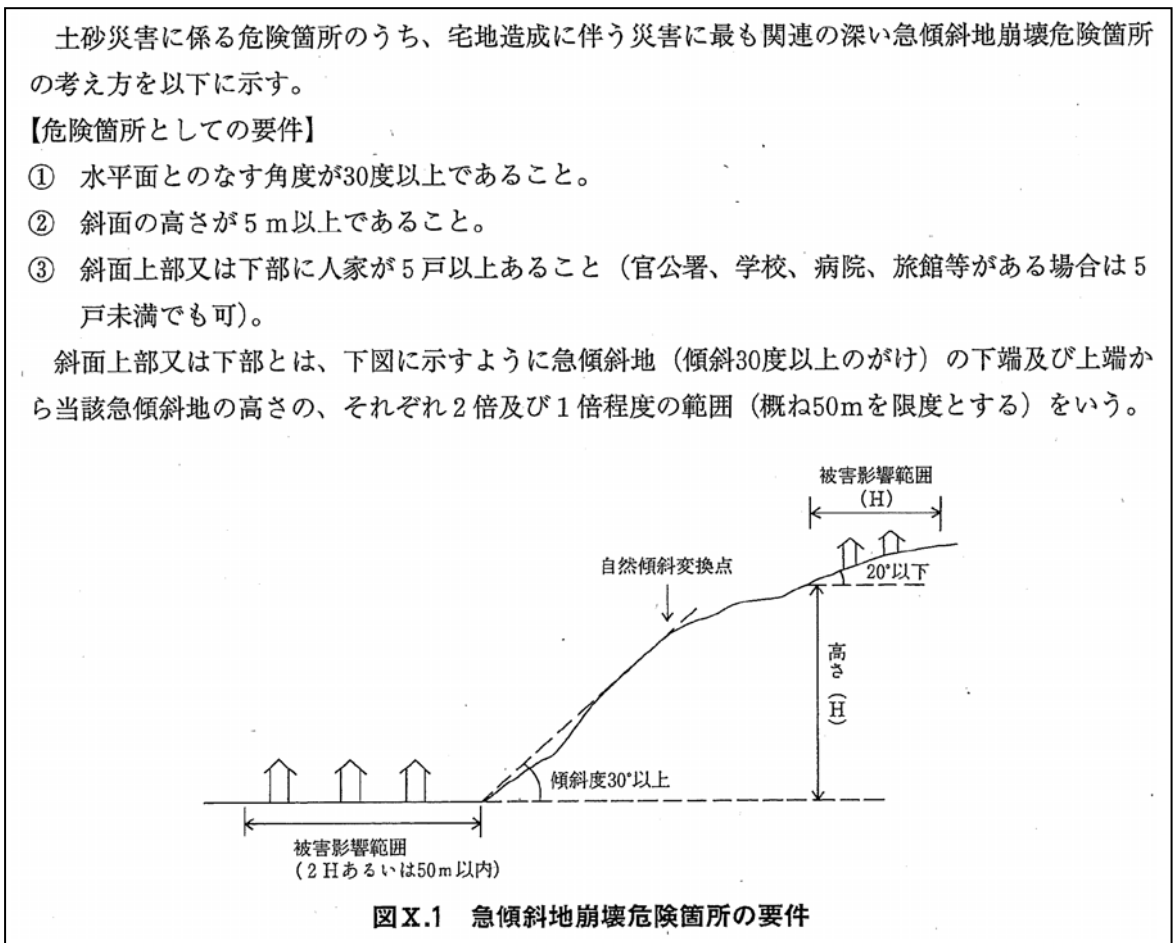 土砂災害に係る危険箇所のうち、宅地造成に伴う災害に最も関連の深い急傾斜地崩壊危険箇所
の考え方を以下に示す。
【危険箇所としての要件】
① 水平面とのなす角度が30度以上であること。
② 斜面の高さが5m以上であること。
③ 斜面上部又は下部に人家が5戸以上あること(官公署、学校、病院、旅館等がある場合は5
戸未満でも可)。
斜面上部又は下部とは、下図に示すように急傾斜地(傾斜30度以上のがけ)の下端及び上端か
ら当該急傾斜地の高さの、それぞれ2倍及び1倍程度の範囲(概ね50mを限度とする)をいう。
被害影響範囲
(H)
自然傾斜変換点
20°以下
高さ(H)
傾斜度30°以上
被害影響範囲
(2Hあるいは50m以内)
図X.1 急傾斜地崩壊危険箇所の要件